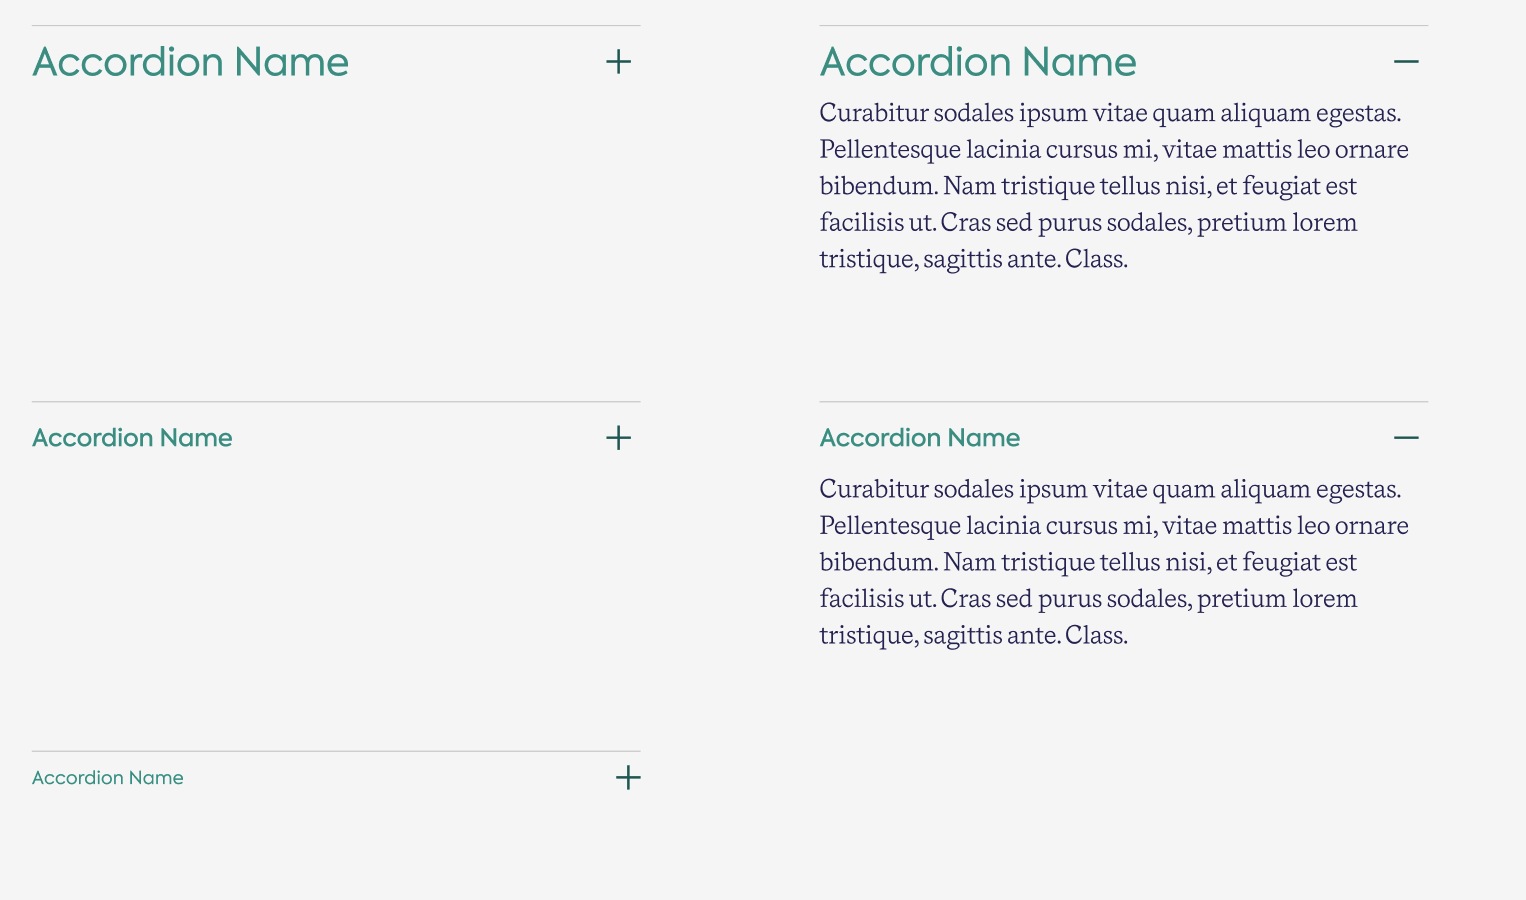 Accordion Name
Accordion Name
Curabitur sodales ipsum vitae quam aliquam egestas.
Pellentesque lacinia cursus mi, vitae mattis leo ornare
bibendum. Nam tristique tellus nisi, et feugiat est
facilisis ut. Cras sed purus sodales, pretium lorem
tristique, sagittis ante. Class.
Accordion Name
Accordion Name
Curabitur sodales ipsum vitae quam aliquam egestas.
Pellentesque lacinia cursus mi, vitae mattis leo ornare
bibendum. Nam tristique tellus nisi, et feugiat est
facilisis ut. Cras sed purus sodales, pretium lorem
tristique, sagittis ante. Class.
Accordion Name